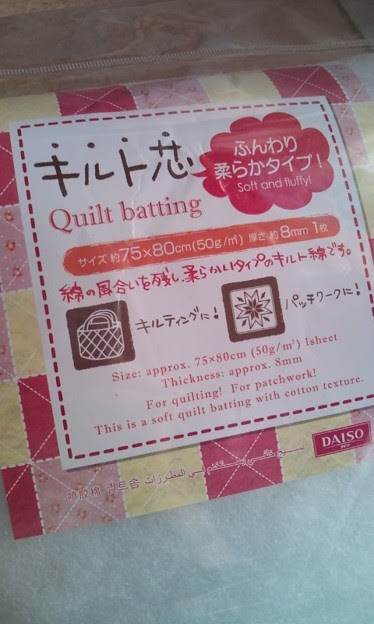 キルト芯
ふんわり
柔らかタイプ！
Soft and fluffy!
Quilt batting
サイズ 約75×80cm(50g/㎡) 厚さ 約8mm 1枚
綿の風合いを残し、柔らかいタイプのキルト綿です。
キルティングに！
パッチワークに！
Size: approx. 75×80cm (50g/m²) 1sheet
Thickness: approx. 8mm
For quilting! For patchwork!
This is a soft quilt batting with cotton texture.
DAISO